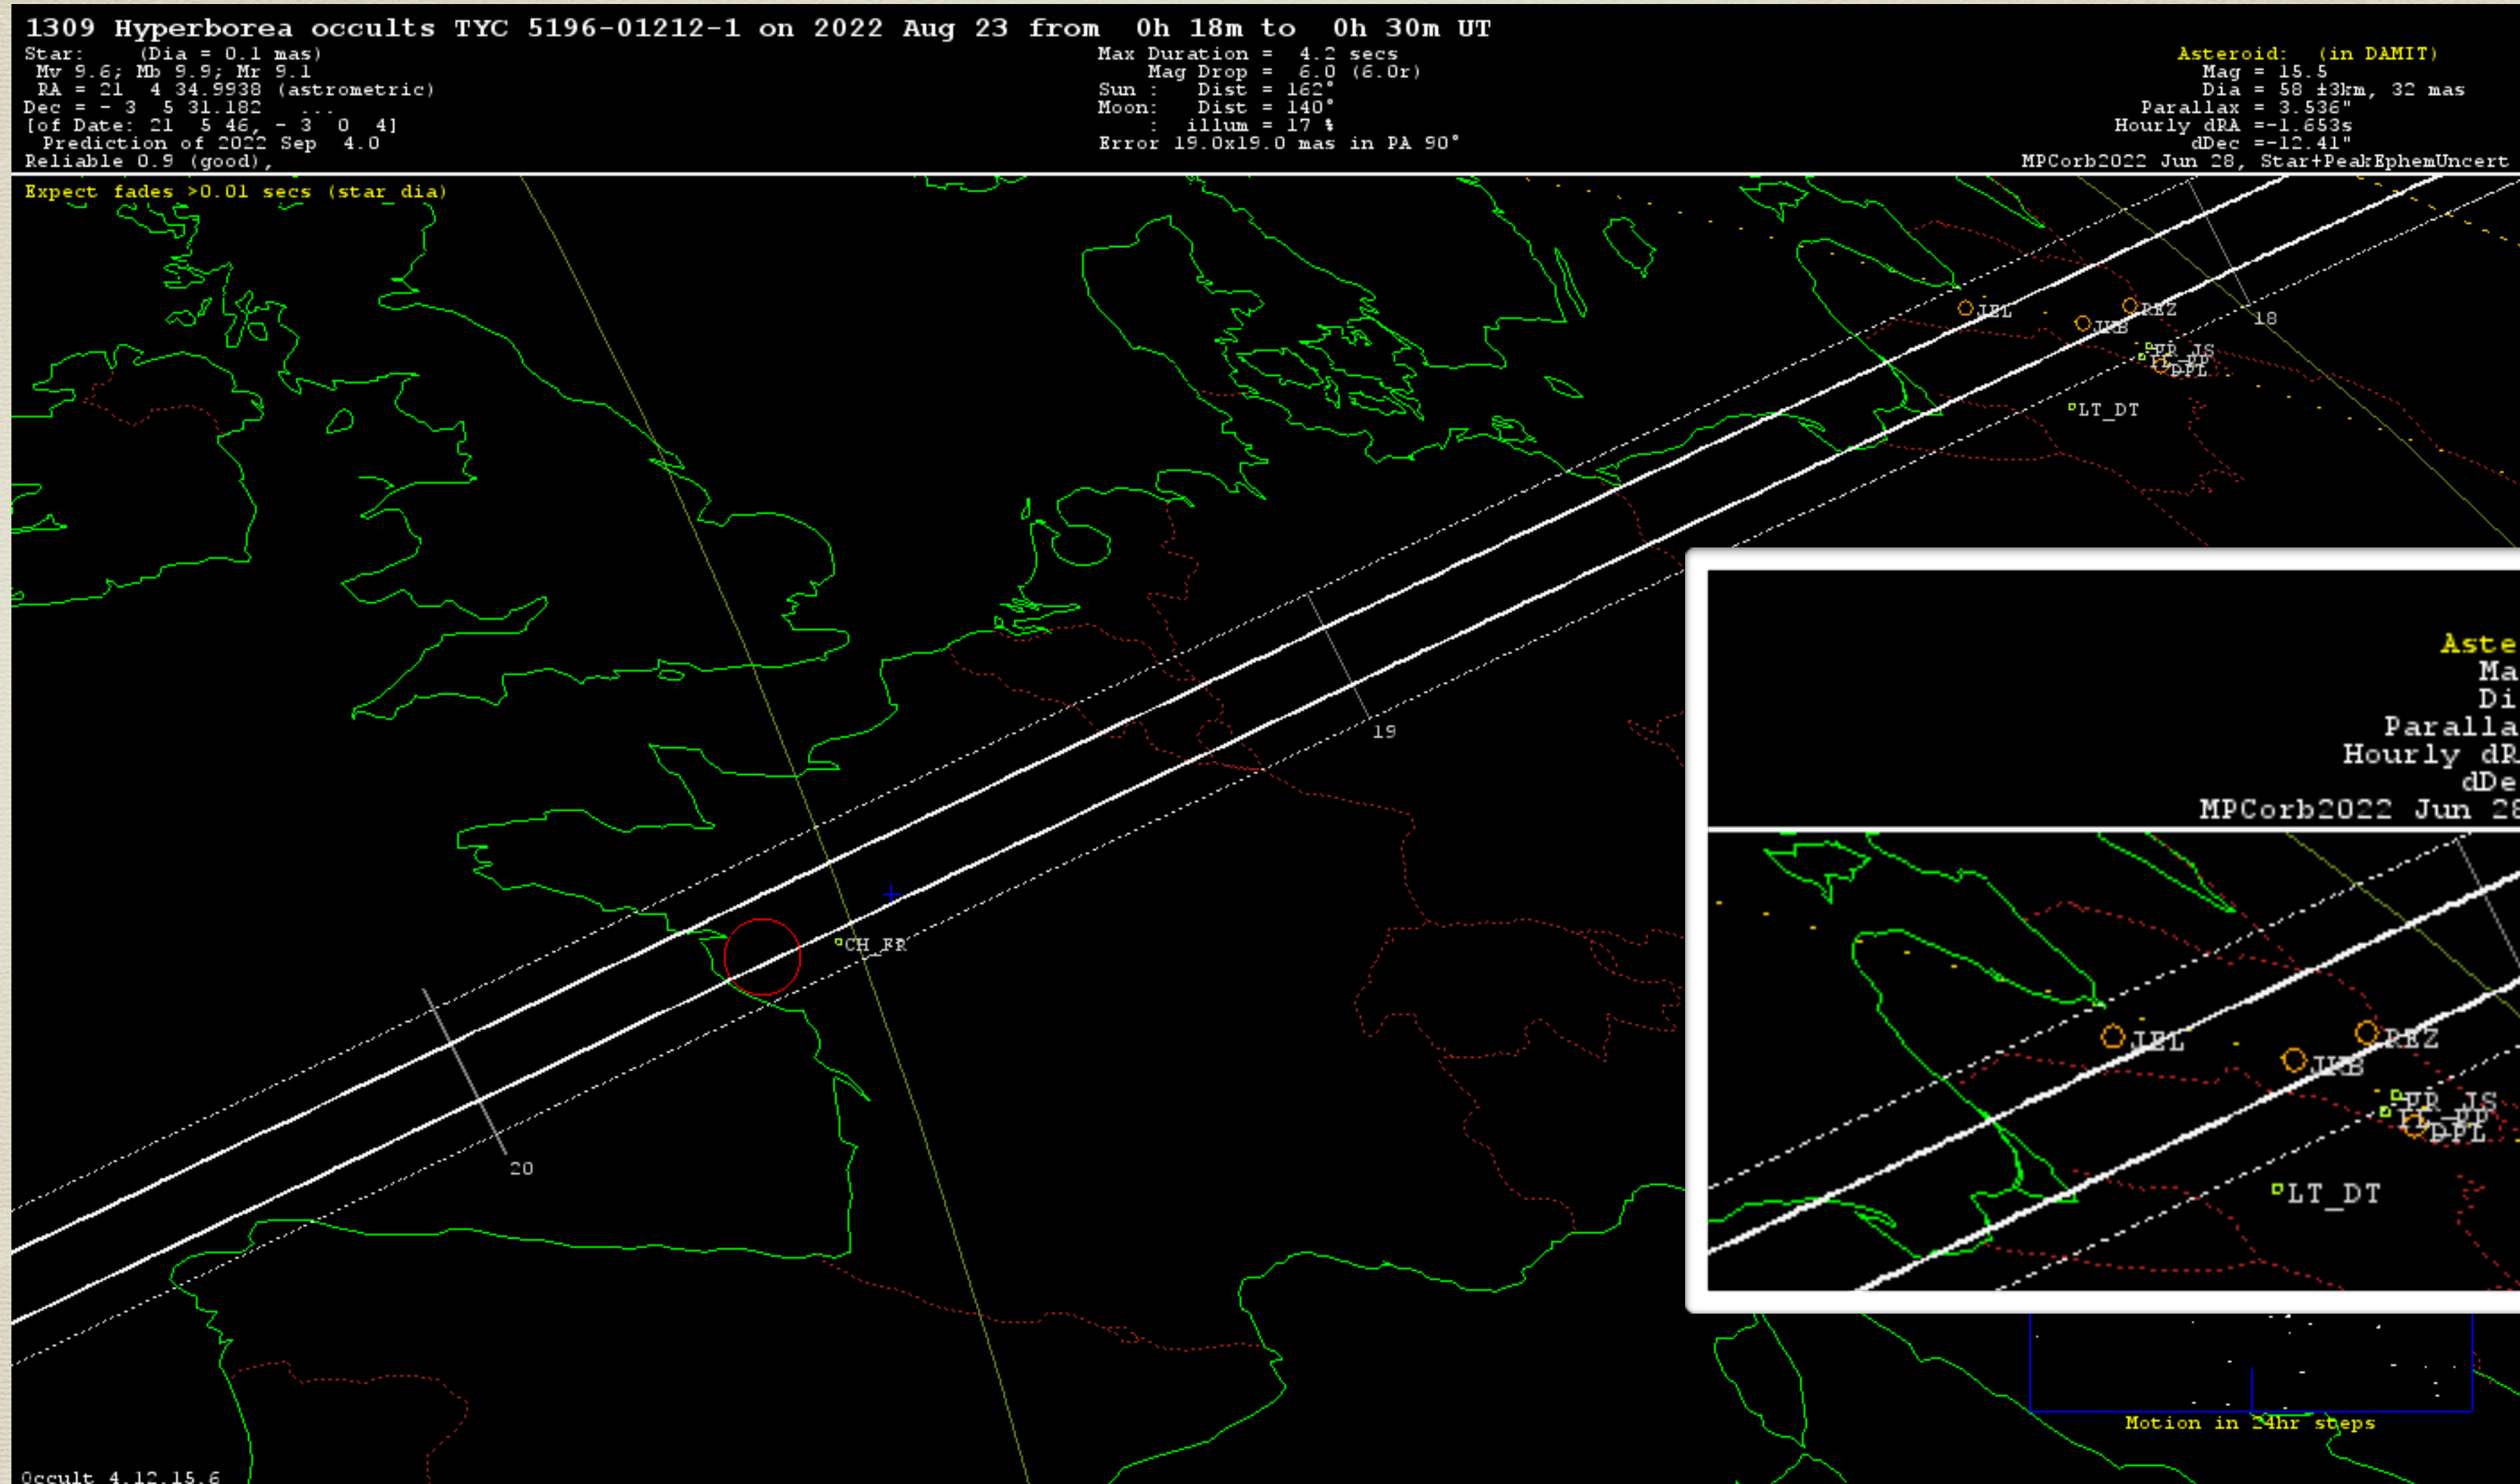 1309 Hyperborea occults TYC 5196-01212-1 on 2022 Aug 23 from  0h 18m to  0h 30m UT
Star:    (Dia = 0.1 mas)
Mv 9.6; Mb 9.9; Mr 9.1
RA = 21  4 34.9938 (astrometric)
Dec = - 3  5 31.182   ...
[of Date: 21  5 46, - 3  0  4]
Prediction of 2022 Sep  4.0
Reliable 0.9 (good),
Max Duration =  4.2 secs
Mag Drop =  6.0 (6.0r)
Sun :   Dist = 162°
Moon:   Dist = 140°
:  illum = 17 %
Error 19.0x19.0 mas in PA 90°
Asteroid:  (in DAMIT)
Mag = 15.5
Dia = 58 ±3km, 32 mas
Parallax = 3.536"
Hourly dRA =-1.653s
dDec =-12.41"
MPCorb2022 Jun 28, Star+PeakEphemUncert
Expect fades >0.01 secs (star dia)
JEL
REZ
JKB
18
DPL
LT_DT
19
CH_FR
20
Aste
Ma
Di
Paralla
Hourly dR
dDe
MPCorb2022 Jun 28
JEL
REZ
JKB
DPL
LT_DT
Motion in 24hr steps
Occult 4.12.15.6